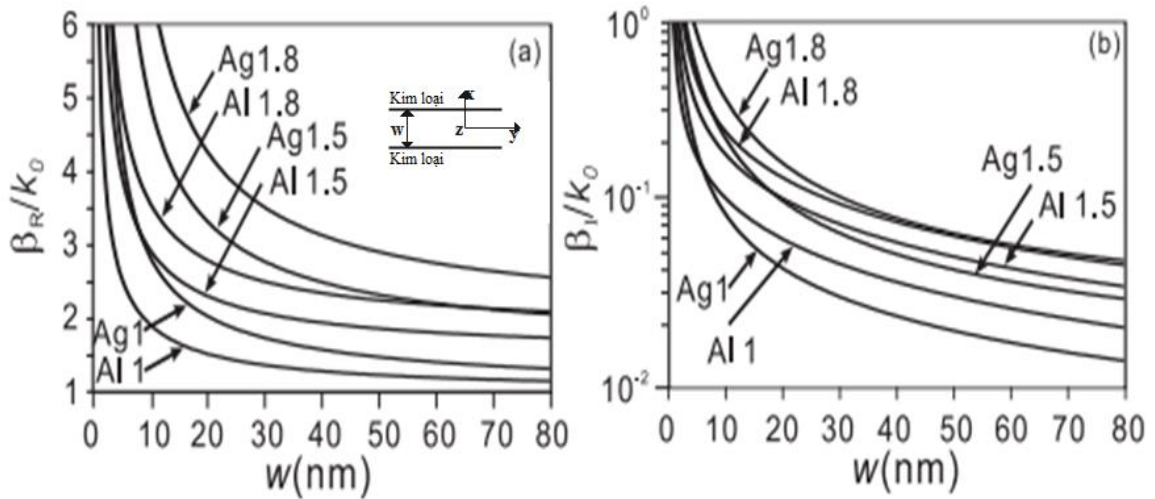 (a)
β_R/k_0
6
5
4
3
2
1
Ag1.8
Al 1.8
Ag1.5
Al 1.5
Ag1
Al 1
Kim loại
x
w
z
y
Kim loại
0 10 20 30 40 50 60 70 80
w(nm)
(b)
β_I/k_0
10^0
10^-1
10^-2
Ag1.8
Al 1.8
Ag1.5
Al 1.5
Ag1
Al 1
0 10 20 30 40 50 60 70 80
w(nm)